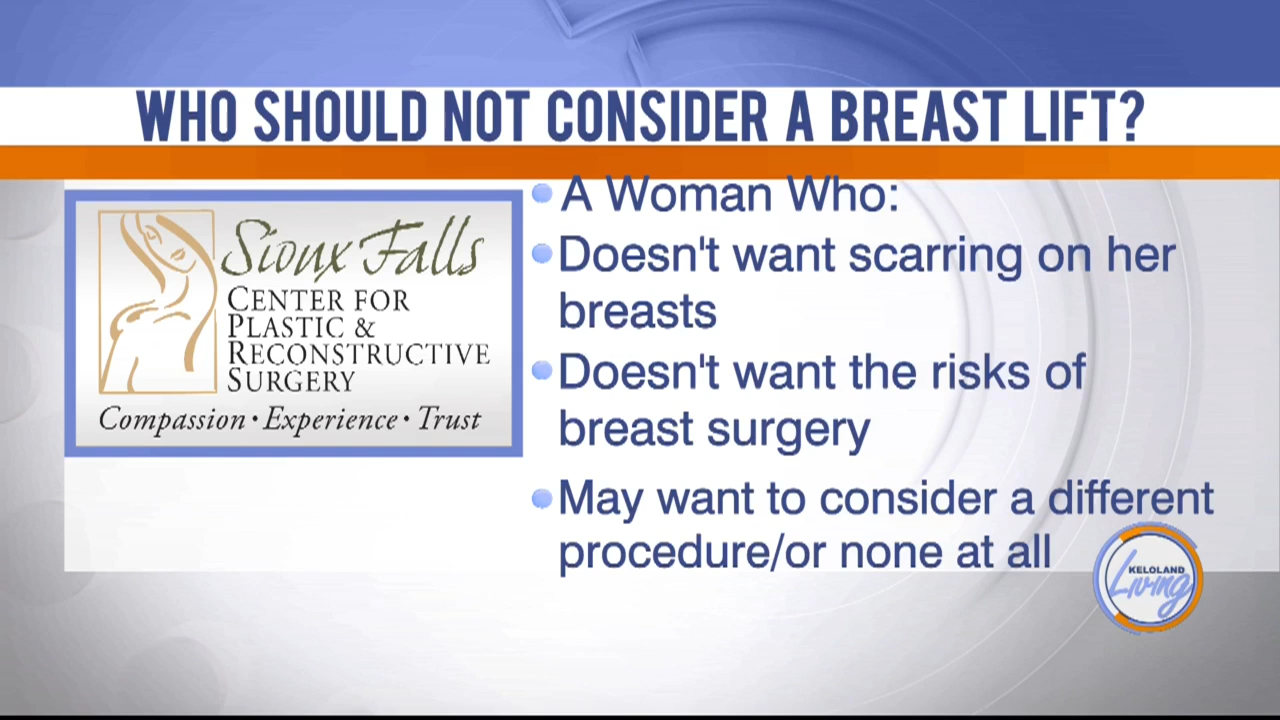 WHO SHOULD NOT CONSIDER A BREAST LIFT?
Sioux Falls
CENTER FOR
PLASTIC &
RECONSTRUCTIVE
SURGERY
Compassion • Experience • Trust
• A Woman Who:
• Doesn't want scarring on her
breasts
• Doesn't want the risks of
breast surgery
• May want to consider a different
procedure/or none at all
KELOLAND
Living